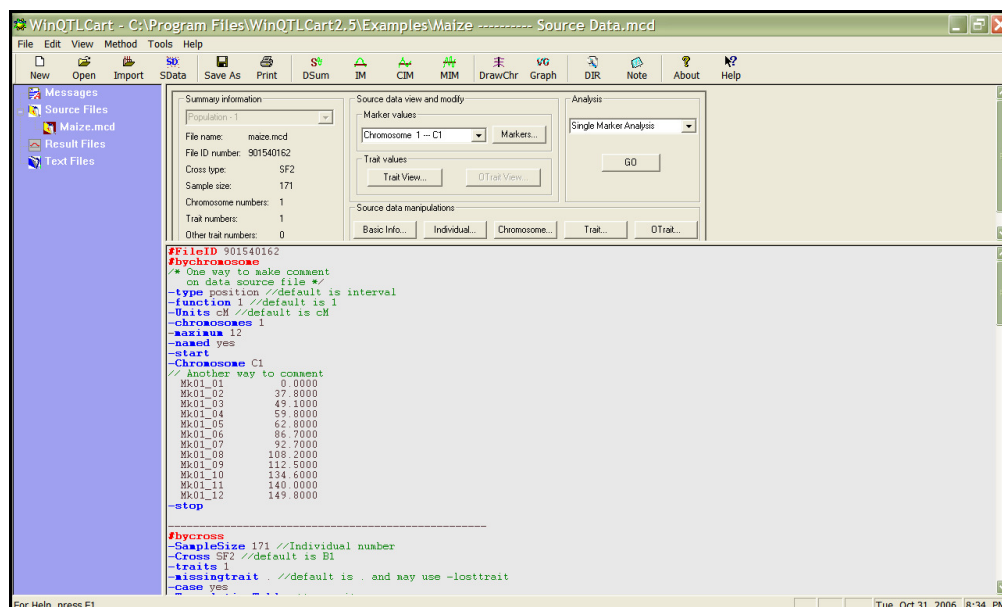 WinQTLCart - C:\Program Files\WinQTLCart2.5\Examples\Maize ---------- Source Data.mcd
File Edit View Method Tools Help
New Open Import SData Save As Print DSum IM CIM MIM DrawChr Graph DIR Note About Help
Messages
Source Files
Maize.mcd
Result Files
Text Files
Summary information
Population - 1
File name: maize.mcd
File ID number: 901540162
Cross type: SF2
Sample size: 171
Chromosome numbers: 1
Trait numbers: 1
Other trait numbers: 0
Source data view and modify
Marker values
Chromosome 1 --- C1 Markers...
Trait values
Trait View... OTrait View...
Analysis
Single Marker Analysis
GO
Source data manipulations
Basic Info... Individual... Chromosome... Trait... OTrait...
#FileID 901540162
#bychromosome
/* One way to make comment
on data source file */
-type position //default is interval
-function 1 //default is 1
-Units cM //default is cM
-chromosomes 1
-maximum 12
-named yes
-start
-Chromosome C1
// Another way to comment
Mk01_01 0.0000
Mk01_02 37.8000
Mk01_03 49.1000
Mk01_04 59.8000
Mk01_05 62.8000
Mk01_06 86.7000
Mk01_07 92.7000
Mk01_08 108.2000
Mk01_09 112.5000
Mk01_10 134.6000
Mk01_11 140.0000
Mk01_12 149.8000
-stop
---------------------------------------------------
#bycross
-SampleSize 171 //Individual number
-Cross SF2 //default is B1
-traits 1
-missingtrait . //default is . and may use -losttrait
-case yes
For Help, press F1
Tue, Oct 31, 2006 8:34 PM